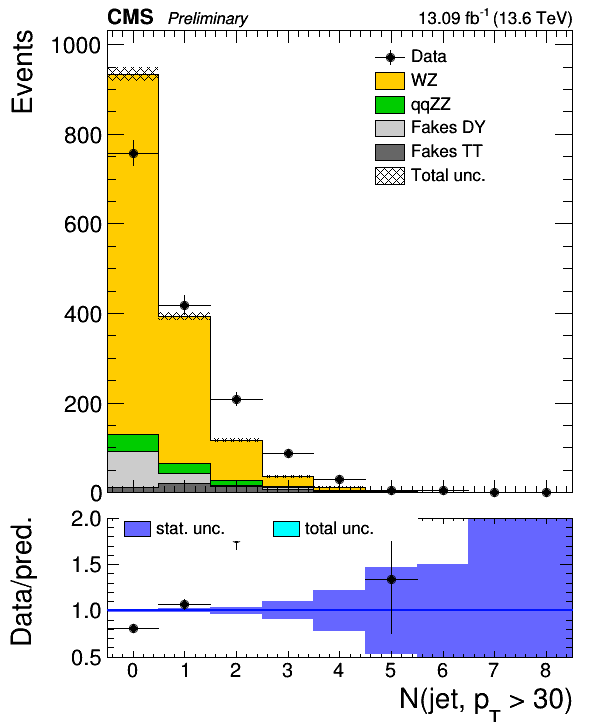 CMS Preliminary 13.09 fb⁻¹ (13.6 TeV)
Events
1000
800
600
400
200
0
Data
WZ
qqZZ
Fakes DY
Fakes TT
Total unc.
Data/pred.
2.0
1.5
1.0
0.5
stat. unc. total unc.
0 1 2 3 4 5 6 7 8
N(jet, p_T > 30)